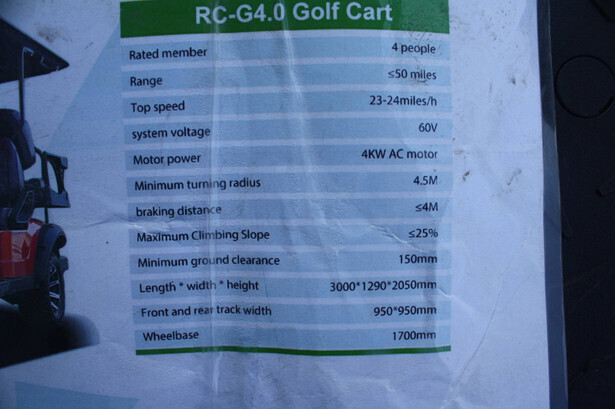 RC-G4.0 Golf Cart
Rated member 4 people
Range ≤50 miles
Top speed 23-24miles/h
system voltage 60V
Motor power 4KW AC motor
Minimum turning radius 4.5M
braking distance ≤4M
Maximum Climbing Slope ≤25%
Minimum ground clearance 150mm
Length * width * height 3000*1290*2050mm
Front and rear track width 950*950mm
Wheelbase 1700mm